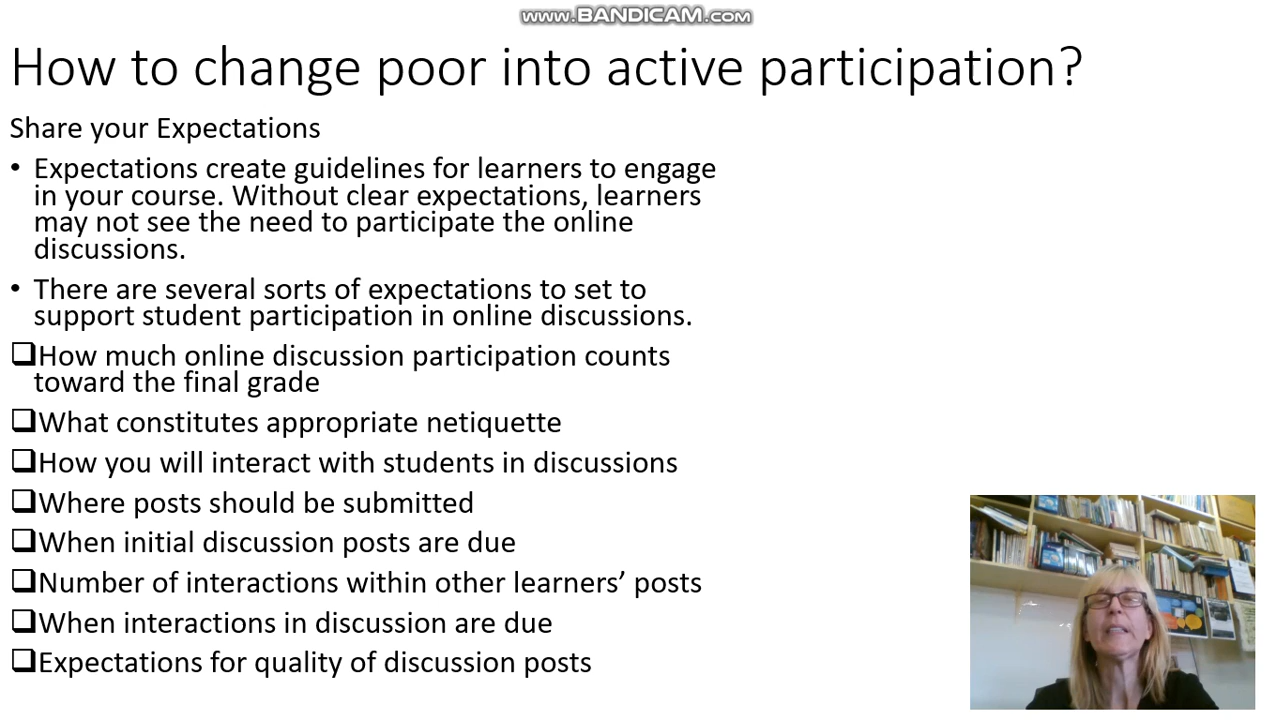 www.BANDICAM.com
How to change poor into active participation?
Share your Expectations
• Expectations create guidelines for learners to engage
in your course. Without clear expectations, learners
may not see the need to participate the online
discussions.
• There are several sorts of expectations to set to
support student participation in online discussions.
❑How much online discussion participation counts
toward the final grade
❑What constitutes appropriate netiquette
❑How you will interact with students in discussions
❑Where posts should be submitted
❑When initial discussion posts are due
❑Number of interactions within other learners’ posts
❑When interactions in discussion are due
❑Expectations for quality of discussion posts